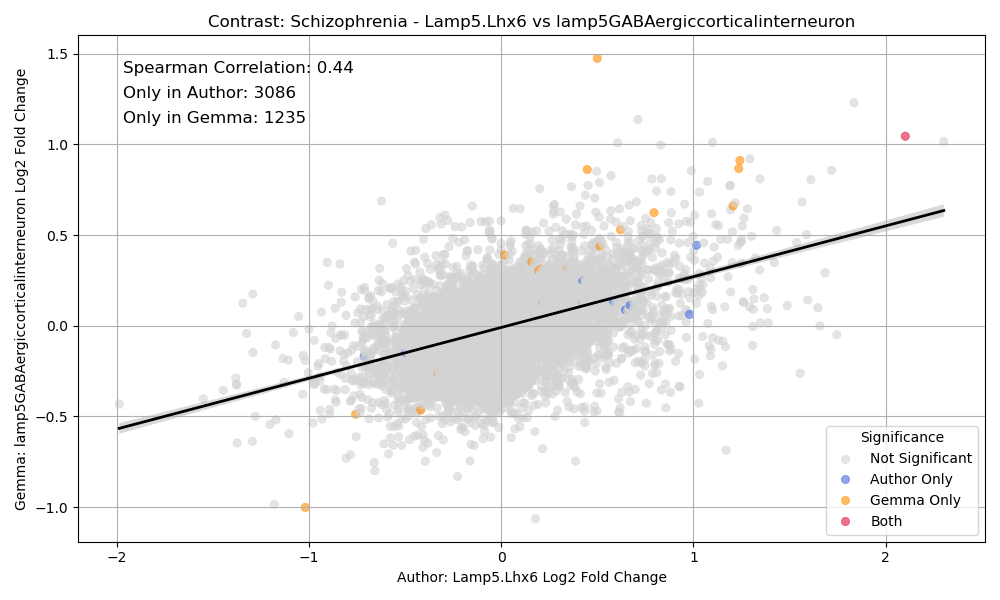 Contrast: Schizophrenia - Lamp5.Lhx6 vs lamp5GABAergiccorticalinterneuron
Spearman Correlation: 0.44
Only in Author: 3086
Only in Gemma: 1235
Gemma: lamp5GABAergiccorticalinterneuron Log2 Fold Change
1.5
1.0
0.5
0.0
−0.5
−1.0
−2
−1
0
1
2
Author: Lamp5.Lhx6 Log2 Fold Change
Significance
Not Significant
Author Only
Gemma Only
Both